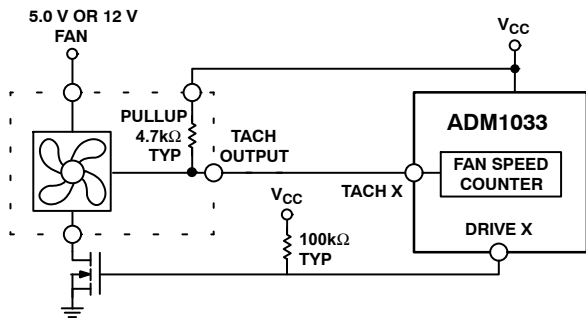 5.0 V OR 12 V
FAN
VCC
PULLUP
4.7kΩ
TYP
TACH
OUTPUT
ADM1033
FAN SPEED
COUNTER
TACH X
VCC
DRIVE X
100kΩ
TYP